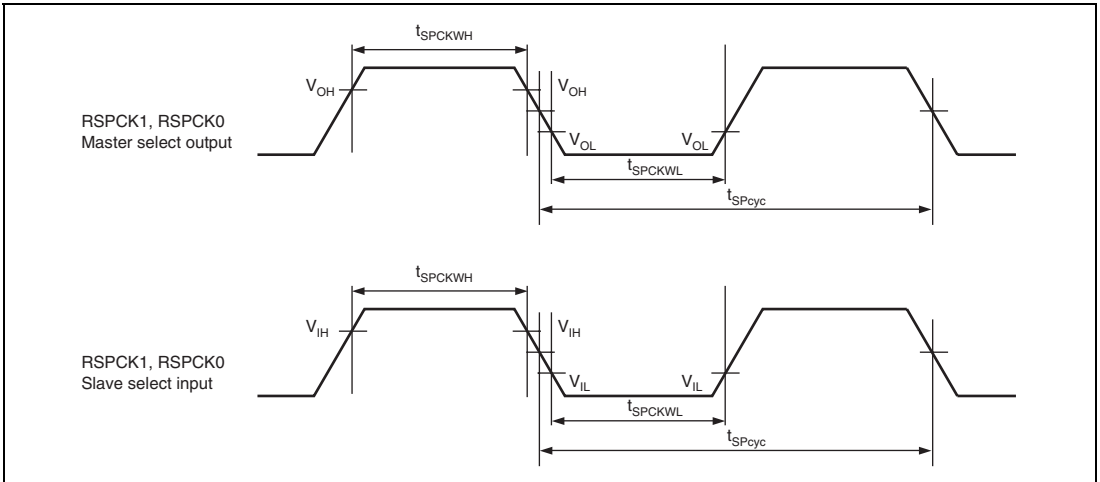 tSPCKWH
VOH
VOH
RSPCK1, RSPCK0
Master select output
VOL
VOL
tSPCKWL
tSPcyc
tSPCKWH
VIH
VIH
RSPCK1, RSPCK0
Slave select input
VIL
VIL
tSPCKWL
tSPcyc